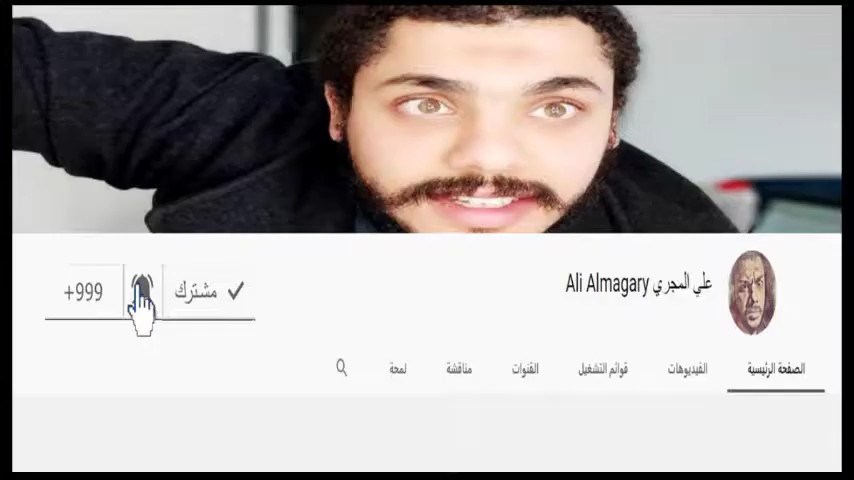 علي المجري Ali Almagary
مشترك
+999
الصفحة الرئيسية
الفيديوهات
قوائم التشغيل
القنوات
مناقشة
لمحة